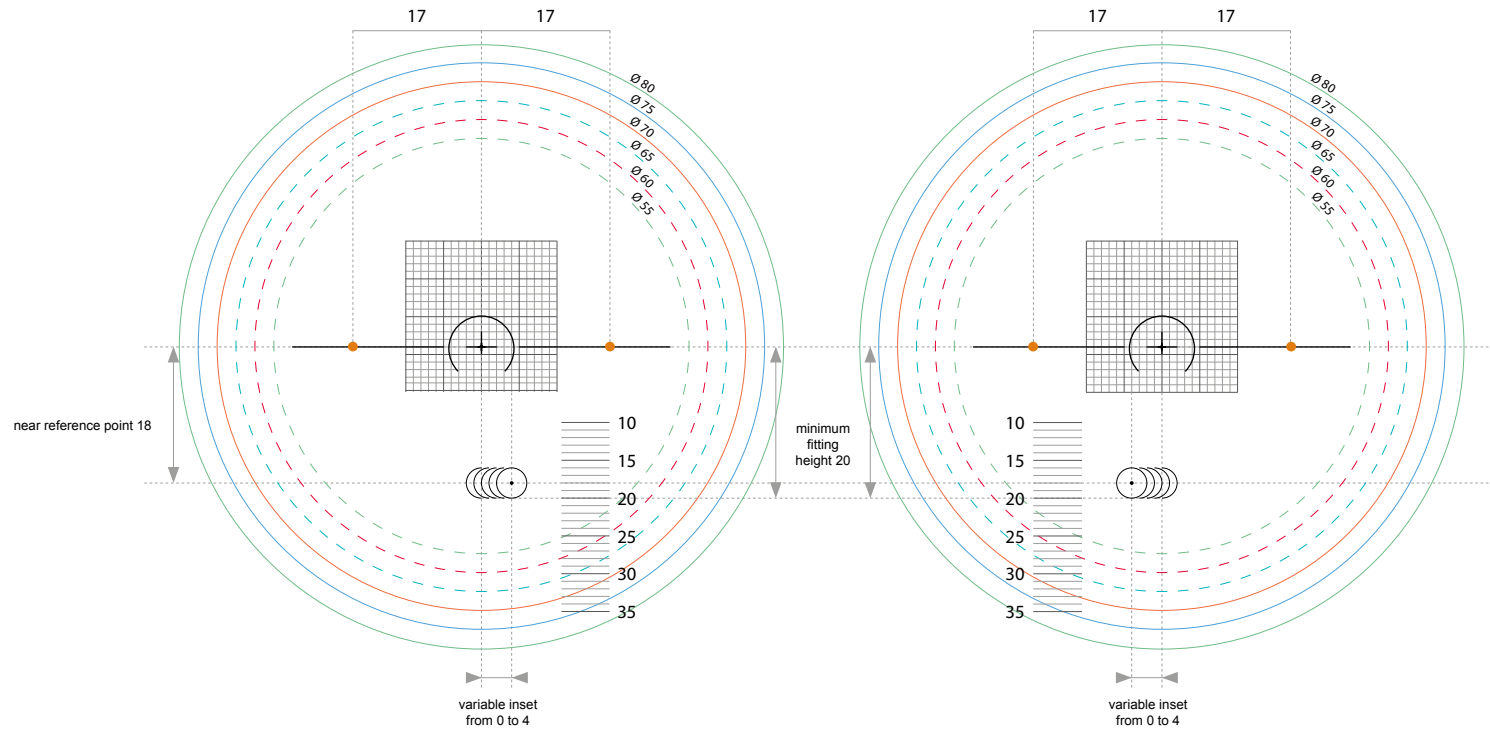 17
17
17
17
Ø 80
Ø 75
Ø 70
Ø 65
Ø 60
Ø 55
Ø 80
Ø 75
Ø 70
Ø 65
Ø 60
Ø 55
near reference point 18
10
15
20
25
30
35
minimum
fitting
height 20
10
15
20
25
30
35
variable inset
from 0 to 4
variable inset
from 0 to 4